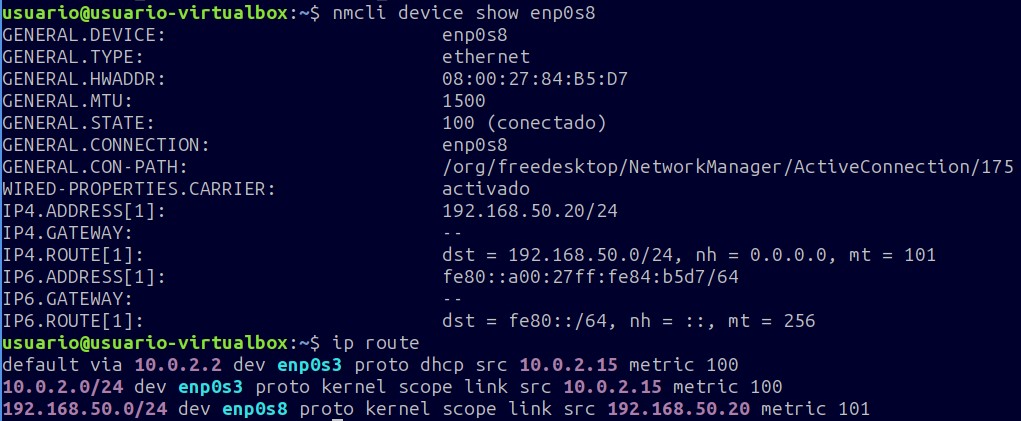 usuario@usuario-virtualbox:~$ nmcli device show enp0s8
GENERAL.DEVICE: enp0s8
GENERAL.TYPE: ethernet
GENERAL.HWADDR: 08:00:27:84:B5:D7
GENERAL.MTU: 1500
GENERAL.STATE: 100 (conectado)
GENERAL.CONNECTION: enp0s8
GENERAL.CON-PATH: /org/freedesktop/NetworkManager/ActiveConnection/175
WIRED-PROPERTIES.CARRIER: activado
IP4.ADDRESS[1]: 192.168.50.20/24
IP4.GATEWAY: --
IP4.ROUTE[1]: dst = 192.168.50.0/24, nh = 0.0.0.0, mt = 101
IP6.ADDRESS[1]: fe80::a00:27ff:fe84:b5d7/64
IP6.GATEWAY: --
IP6.ROUTE[1]: dst = fe80::/64, nh = ::, mt = 256
usuario@usuario-virtualbox:~$ ip route
default via 10.0.2.2 dev enp0s3 proto dhcp src 10.0.2.15 metric 100
10.0.2.0/24 dev enp0s3 proto kernel scope link src 10.0.2.15 metric 100
192.168.50.0/24 dev enp0s8 proto kernel scope link src 192.168.50.20 metric 101